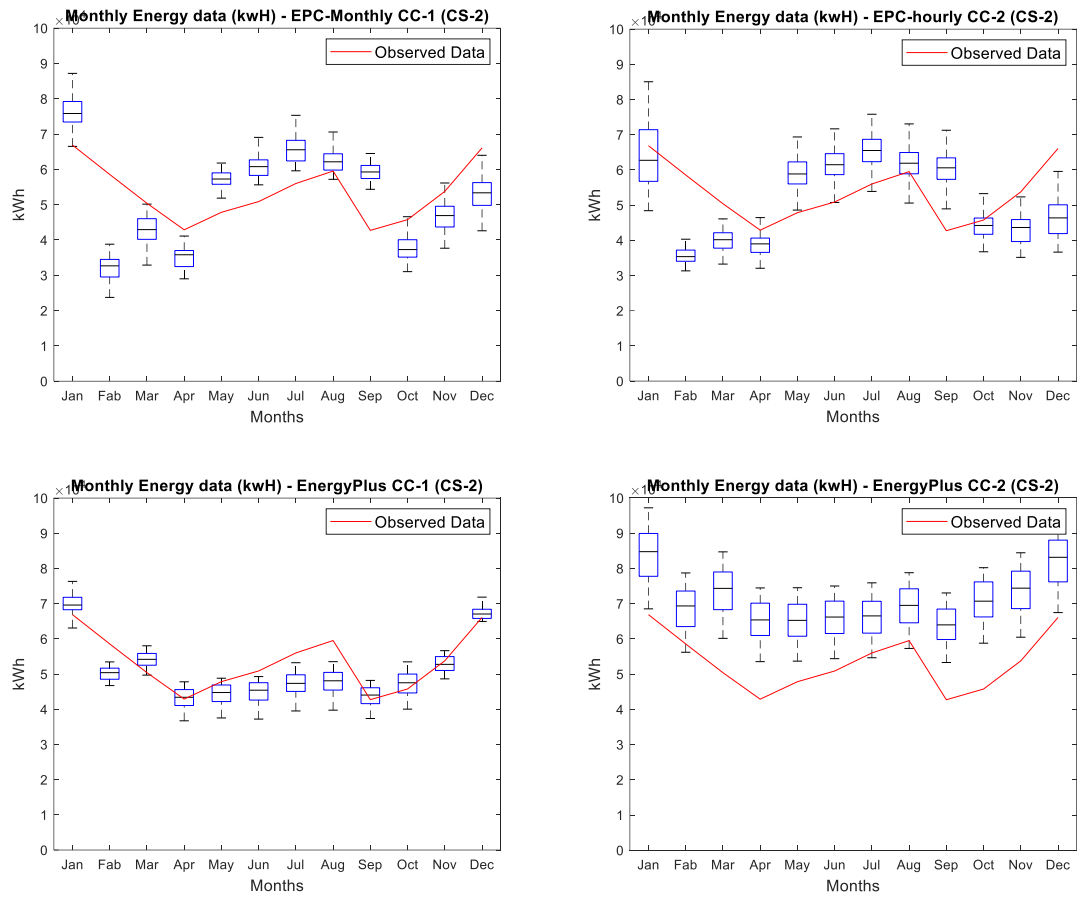 Monthly Energy data (kwH) - EPC-Monthly CC-1 (CS-2)
Observed Data
10
9
8
7
6
5
4
3
2
1
0
kWh
Jan Fab Mar Apr May Jun Jul Aug Sep Oct Nov Dec
Months
Monthly Energy data (kwH) - EPC-hourly CC-2 (CS-2)
Observed Data
10
9
8
7
6
5
4
3
2
1
0
kWh
Jan Fab Mar Apr May Jun Jul Aug Sep Oct Nov Dec
Months
Monthly Energy data (kwH) - EnergyPlus CC-1 (CS-2)
Observed Data
10
9
8
7
6
5
4
3
2
1
0
kWh
Jan Fab Mar Apr May Jun Jul Aug Sep Oct Nov Dec
Months
Monthly Energy data (kwH) - EnergyPlus CC-2 (CS-2)
Observed Data
10
9
8
7
6
5
4
3
2
1
0
kWh
Jan Fab Mar Apr May Jun Jul Aug Sep Oct Nov Dec
Months